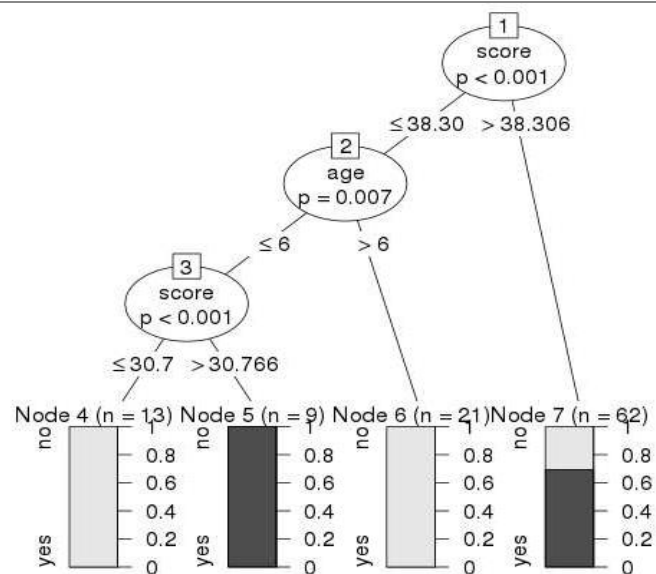 1
score
p < 0.001
≤38.30 > 38.306
2
age
p = 0.007
≤ 6 > 6
3
score
p < 0.001
≤30.7 > 30.766
Node 4 (n = 13) Node 5 (n = 9) Node 6 (n = 21) Node 7 (n = 62)
no 1 no 1 no 1 no 1
0.8 0.8 0.8 0.8
0.6 0.6 0.6 0.6
0.4 0.4 0.4 0.4
yes 0.2 yes 0.2 yes 0.2 yes 0.2
0 0 0 0